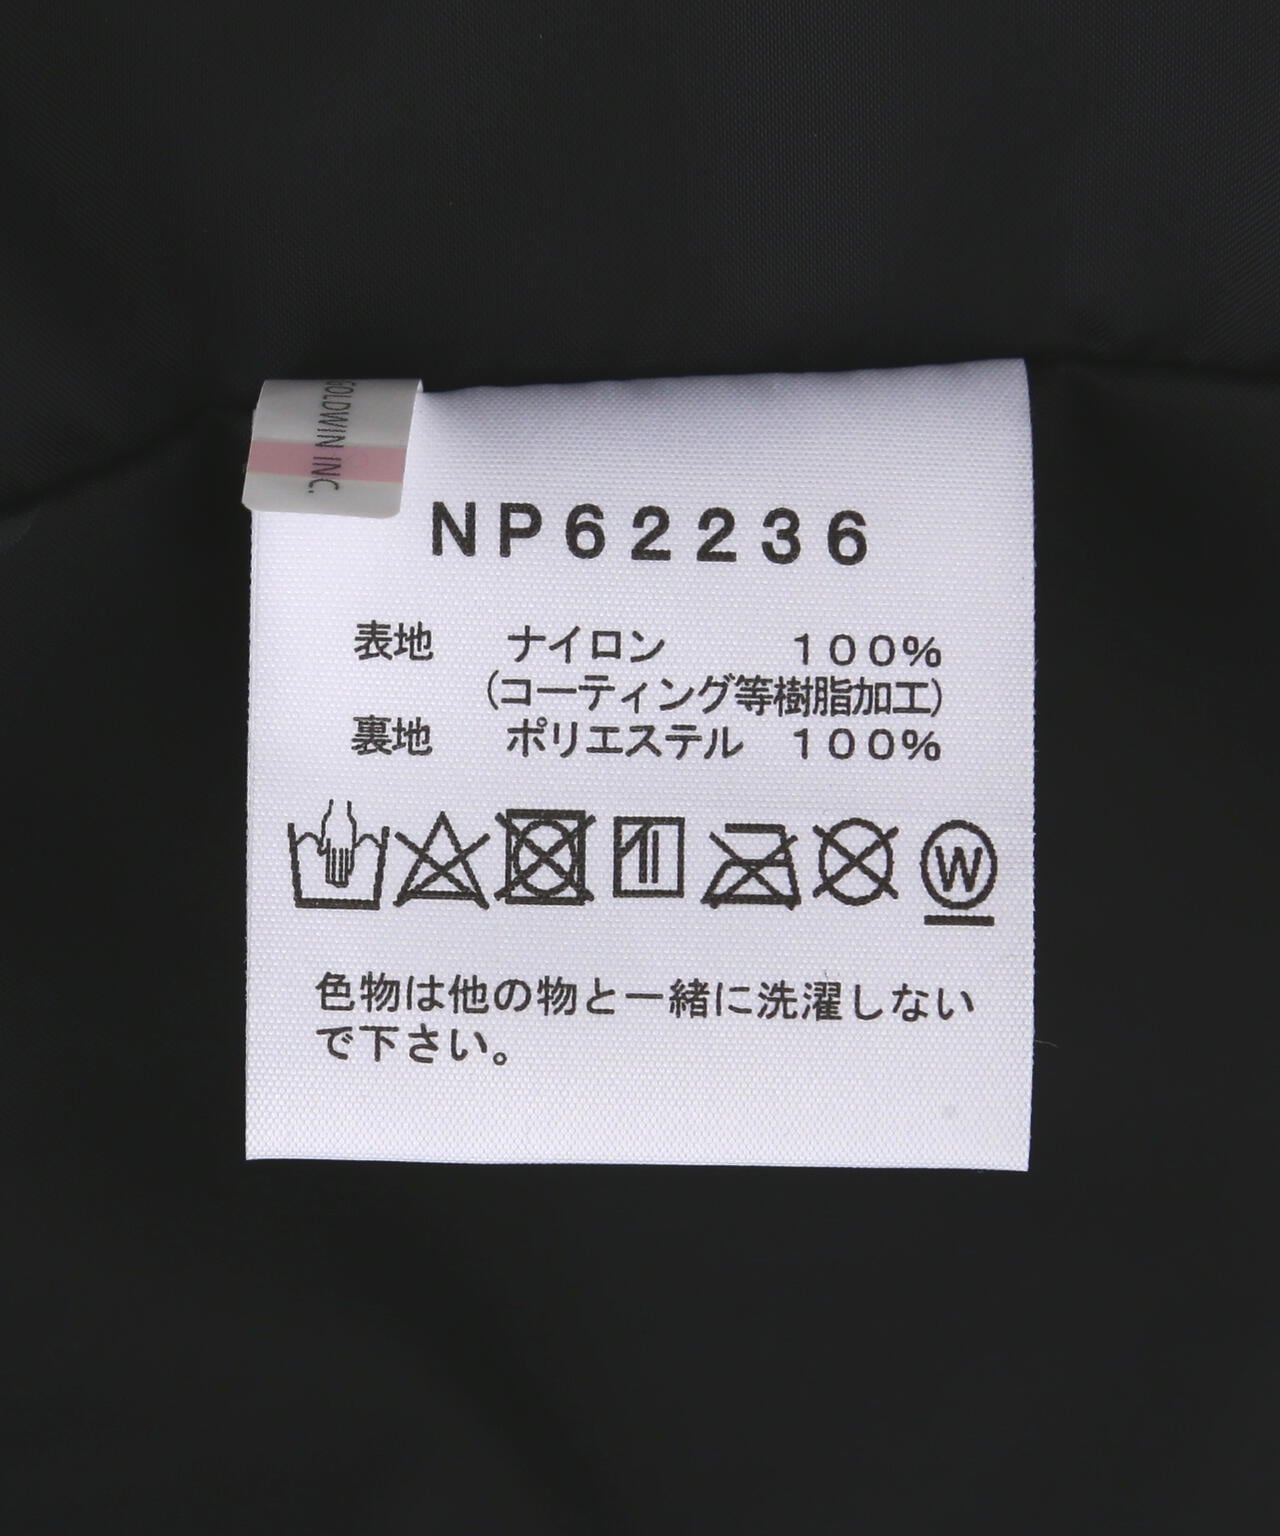 GOLDWIN INC.
NP62236
表地 ナイロン 100%
(コーティング等樹脂加工)
裏地 ポリエステル 100%
W
色物は他の物と一緒に洗濯しない
で下さい。